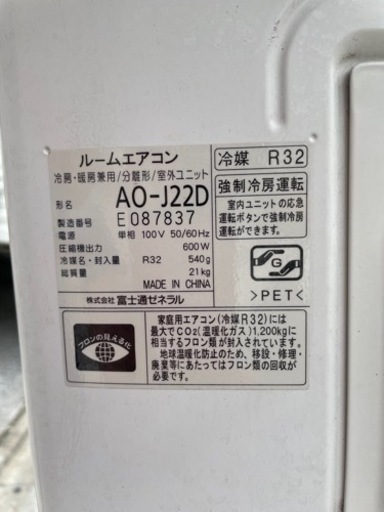 ルームエアコン
冷媒 R32
冷房・暖房兼用/分離形/室外ユニット
形名 AO-J22D
製造番号 E087837
電源 単相 100V 50/60Hz
圧縮機出力 600W
冷媒名・封入量 R32 540g
総質量 21kg
MADE IN CHINA
株式会社 富士通ゼネラル
強制冷房運転
室内ユニットの応急
運転ボタンで強制冷房
運転になります。
G
>PET<
フロンの見える化
家庭用エアコン(冷媒R32)には
最大でCO2(温暖化ガス)1,200kgに
相当するフロン類が封入されています。
地球温暖化防止のため、移設・修理・
廃棄等にあたってはフロン類の回収が
必要です。